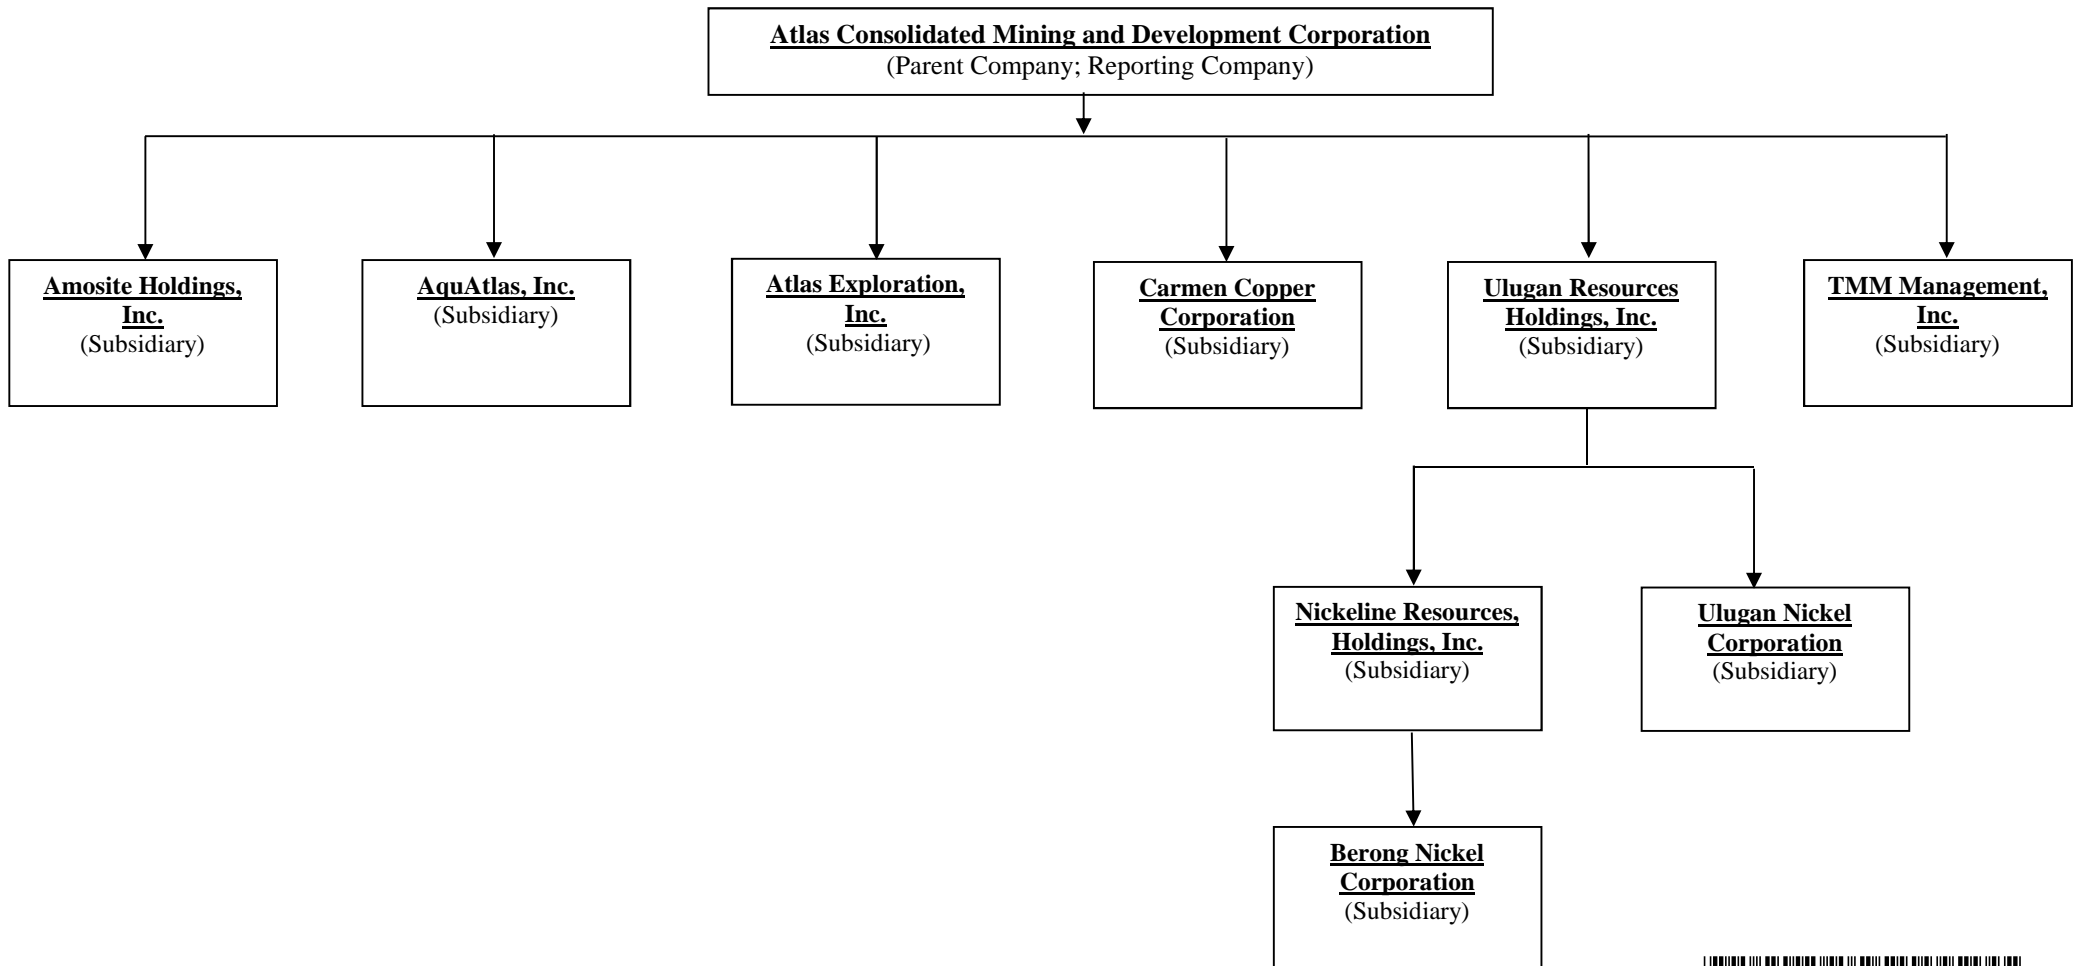 Atlas Consolidated Mining and Development Corporation
(Parent Company; Reporting Company)
Amosite Holdings,
Inc.
(Subsidiary)
AquAtlas, Inc.
(Subsidiary)
Atlas Exploration,
Inc.
(Subsidiary)
Carmen Copper
Corporation
(Subsidiary)
Ulugan Resources
Holdings, Inc.
(Subsidiary)
TMM Management,
Inc.
(Subsidiary)
Nickeline Resources,
Holdings, Inc.
(Subsidiary)
Ulugan Nickel
Corporation
(Subsidiary)
Berong Nickel
Corporation
(Subsidiary)